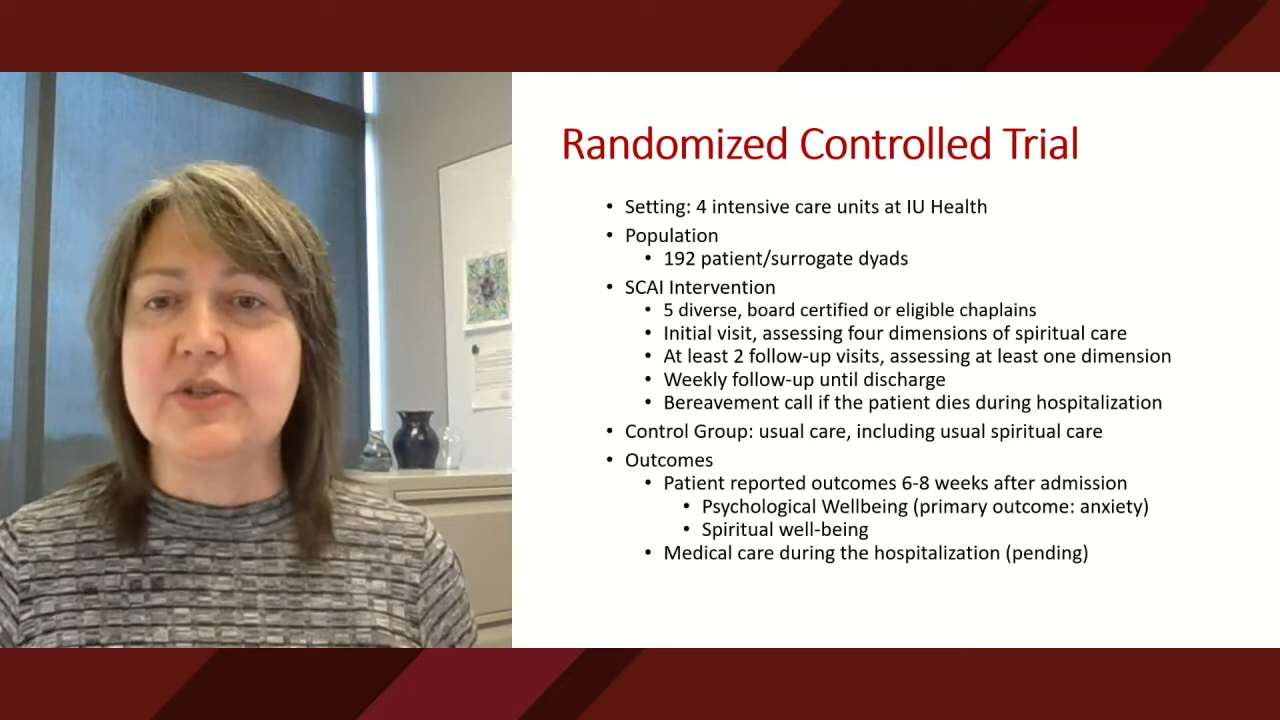 Randomized Controlled Trial
• Setting: 4 intensive care units at IU Health
• Population
• 192 patient/surrogate dyads
• SCAI Intervention
• 5 diverse, board certified or eligible chaplains
• Initial visit, assessing four dimensions of spiritual care
• At least 2 follow-up visits, assessing at least one dimension
• Weekly follow-up until discharge
• Bereavement call if the patient dies during hospitalization
• Control Group: usual care, including usual spiritual care
• Outcomes
• Patient reported outcomes 6-8 weeks after admission
• Psychological Wellbeing (primary outcome: anxiety)
• Spiritual well-being
• Medical care during the hospitalization (pending)